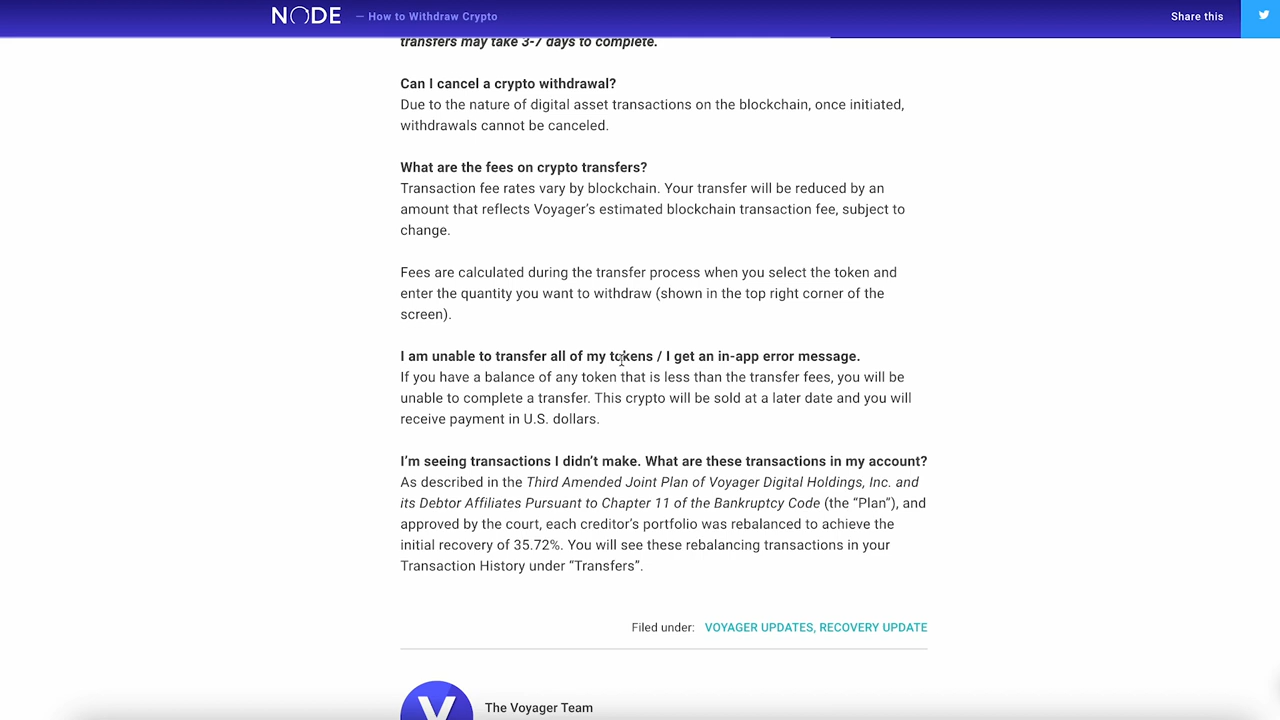 NODE
— How to Withdraw Crypto
Share this
transfers may take 3-7 days to complete.
Can I cancel a crypto withdrawal?
Due to the nature of digital asset transactions on the blockchain, once initiated,
withdrawals cannot be canceled.
What are the fees on crypto transfers?
Transaction fee rates vary by blockchain. Your transfer will be reduced by an
amount that reflects Voyager’s estimated blockchain transaction fee, subject to
change.
Fees are calculated during the transfer process when you select the token and
enter the quantity you want to withdraw (shown in the top right corner of the
screen).
I am unable to transfer all of my tokens / I get an in-app error message.
If you have a balance of any token that is less than the transfer fees, you will be
unable to complete a transfer. This crypto will be sold at a later date and you will
receive payment in U.S. dollars.
I’m seeing transactions I didn’t make. What are these transactions in my account?
As described in the Third Amended Joint Plan of Voyager Digital Holdings, Inc. and
its Debtor Affiliates Pursuant to Chapter 11 of the Bankruptcy Code (the “Plan”), and
approved by the court, each creditor’s portfolio was rebalanced to achieve the
initial recovery of 35.72%. You will see these rebalancing transactions in your
Transaction History under “Transfers”.
Filed under: VOYAGER UPDATES, RECOVERY UPDATE
V
The Voyager Team